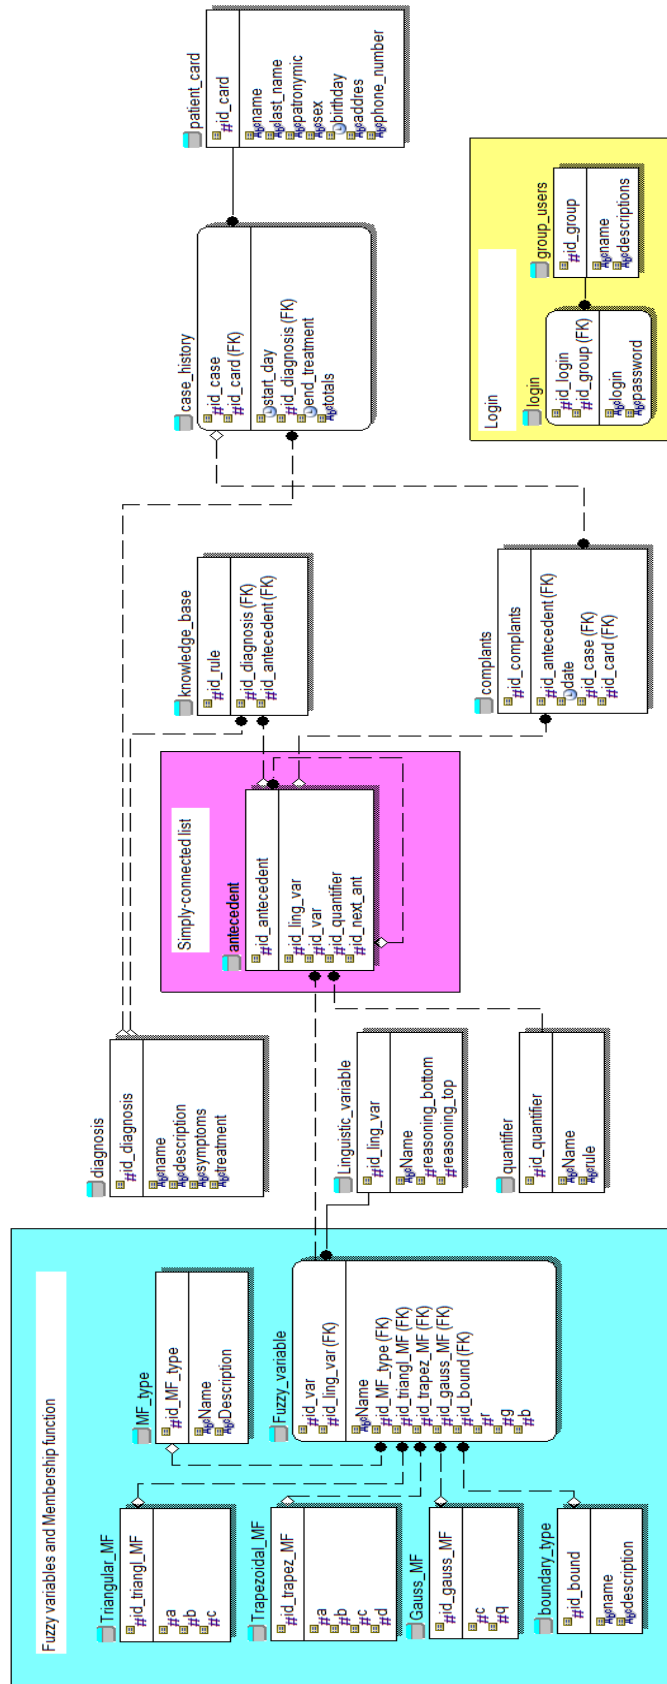 Fuzzy variables and Membership function
Triangular_MF
#id_triangl_MF
#a
#b
#c
MF_type
#id_MF_type
Name
Description
Trapezoidal_MF
#id_trapez_MF
#a
#b
#c
#d
Fuzzy_variable
#id_var
#id_ling_var (FK)
Name
#id_MF_type (FK)
#id_triangl_MF (FK)
#id_trapez_MF (FK)
#id_gauss_MF (FK)
#id_bound (FK)
#r
#g
#b
Gauss_MF
#id_gauss_MF
#c
#q
boundary_type
#id_bound
name
description
diagnosis
#id_diagnosis
name
description
symptoms
treatment
Linguistic_variable
#id_ling_var
Name
#reasoning_bottom
#reasoning_top
quantifier
#id_quantifier
Name
rule
Simply-connected list
antecedent
#id_antecedent
#id_ling_var
#id_var
#id_quantifier
#id_next_ant
knowledge_base
#id_rule
#id_diagnosis (FK)
#id_antecedent (FK)
complants
#id_complants
#id_antecedent (FK)
date
#id_case (FK)
#id_card (FK)
case_history
#id_case
#id_card (FK)
start_day
#id_diagnosis (FK)
end_treatment
totals
patient_card
#id_card
name
last_name
patronymic
sex
birthday
addres
phone_number
Login
login
#id_login
#id_group (FK)
login
password
group_users
#id_group
name
descriptions